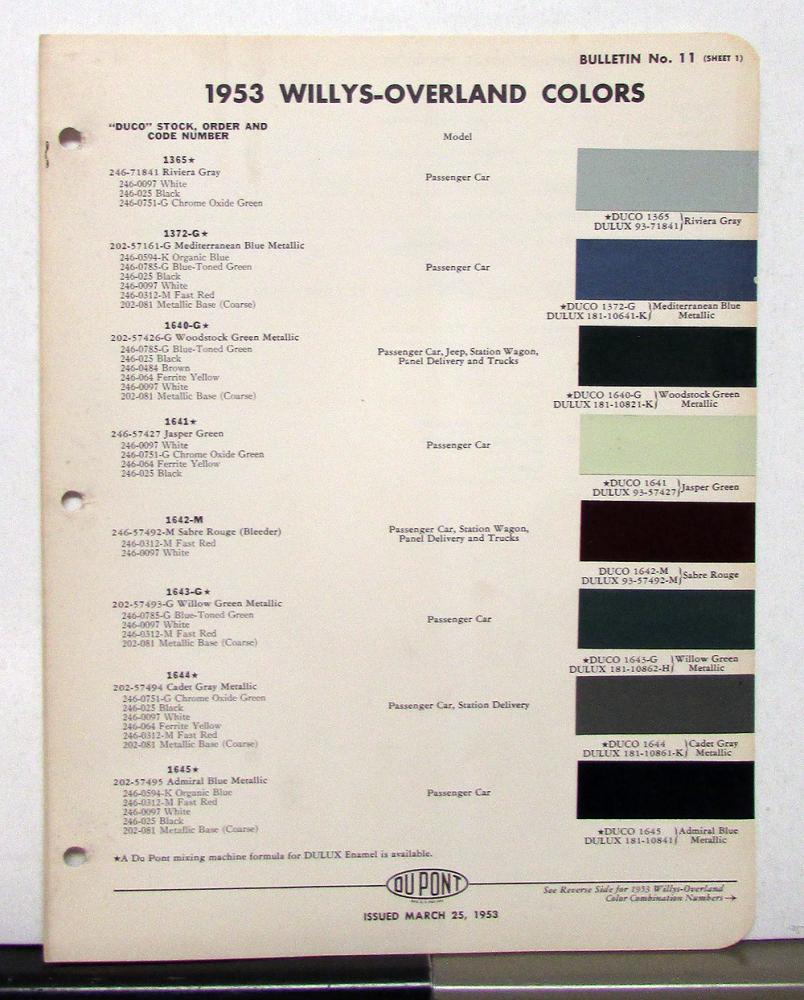 BULLETIN No. 11 (SHEET 1)
1953 WILLYS-OVERLAND COLORS
"DUCO" STOCK, ORDER AND
CODE NUMBER
Model
1365★
246-71841 Riviera Gray
246-0097 White
246-025 Black
246-0751-G Chrome Oxide Green
Passenger Car
★DUCO 1365
DULUX 93-71841
Riviera Gray
1372-G★
202-57161-G Mediterranean Blue Metallic
246-0594-K Organic Blue
246-0785-G Blue-Toned Green
246-025 Black
246-0097 White
246-0312-M Fast Red
202-081 Metallic Base (Coarse)
Passenger Car
★DUCO 1372-G
DULUX 181-10641-K
Mediterranean Blue
Metallic
1640-G★
202-57426-G Woodstock Green Metallic
246-0785-G Blue-Toned Green
246-025 Black
246-0484 Brown
246-064 Ferrite Yellow
246-0097 White
202-081 Metallic Base (Coarse)
Passenger Car, Jeep, Station Wagon,
Panel Delivery and Trucks
★DUCO 1640-G
DULUX 181-10821-K
Woodstock Green
Metallic
1641★
246-57427 Jasper Green
246-0097 White
246-0751-G Chrome Oxide Green
246-064 Ferrite Yellow
246-025 Black
Passenger Car
★DUCO 1641
DULUX 93-57427
Jasper Green
1642-M
246-57492-M Sabre Rouge (Bleeder)
246-0312-M Fast Red
246-0097 White
Passenger Car, Station Wagon,
Panel Delivery and Trucks
DUCO 1642-M
DULUX 93-57492-M
Sabre Rouge
1643-G★
202-57493-G Willow Green Metallic
246-0785-G Blue-Toned Green
246-0097 White
246-0312-M Fast Red
202-081 Metallic Base (Coarse)
Passenger Car
★DUCO 1643-G
DULUX 181-10862-H
Willow Green
Metallic
1644★
202-57494 Cadet Gray Metallic
246-0751-G Chrome Oxide Green
246-025 Black
246-0097 White
246-064 Ferrite Yellow
246-0312-M Fast Red
202-081 Metallic Base (Coarse)
Passenger Car, Station Delivery
★DUCO 1644
DULUX 181-10861-K
Cadet Gray
Metallic
1645★
202-57495 Admiral Blue Metallic
246-0594-K Organic Blue
246-0312-M Fast Red
246-0097 White
246-025 Black
202-081 Metallic Base (Coarse)
Passenger Car
★DUCO 1645
DULUX 181-10841
Admiral Blue
Metallic
★A Du Pont mixing machine formula for DULUX Enamel is available.
DU PONT
See Reverse Side for 1953 Willys-Overland
Color Combination Numbers→
ISSUED MARCH 25, 1953